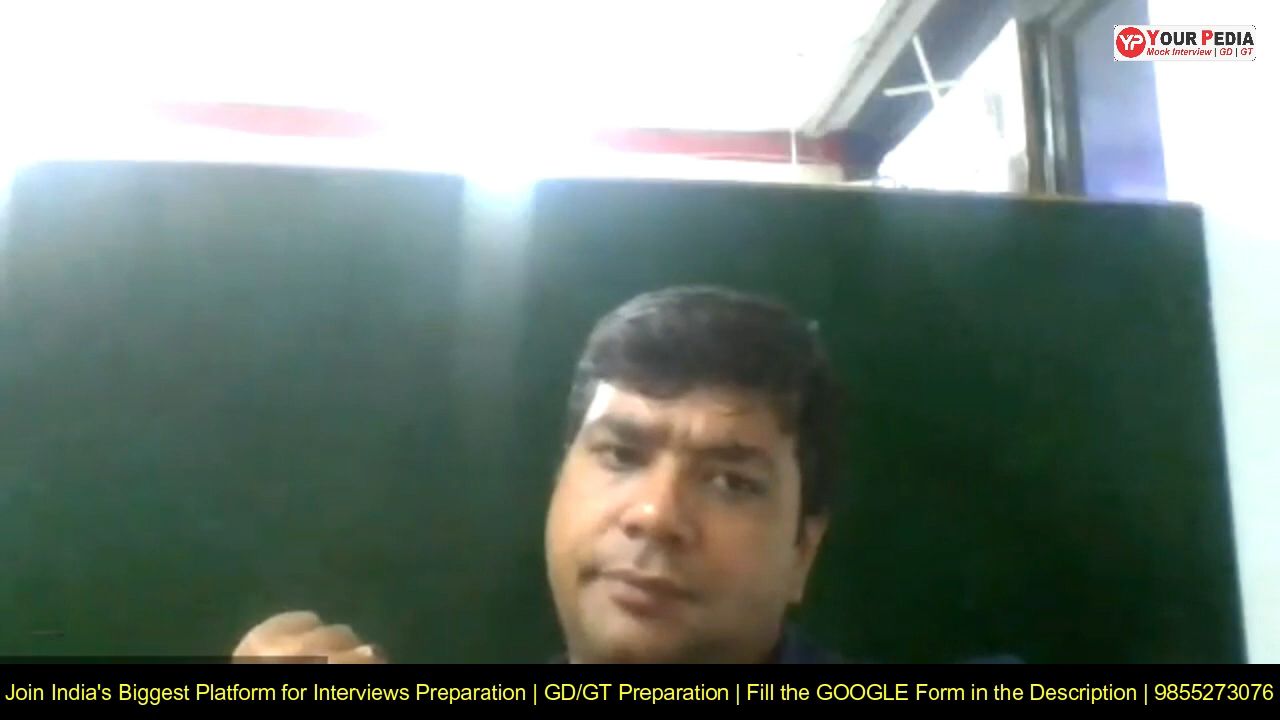 YP YOUR PEDIA
Mock Interview | GD | GT
Join India's Biggest Platform for Interviews Preparation | GD/GT Preparation | Fill the GOOGLE Form in the Description | 9855273076